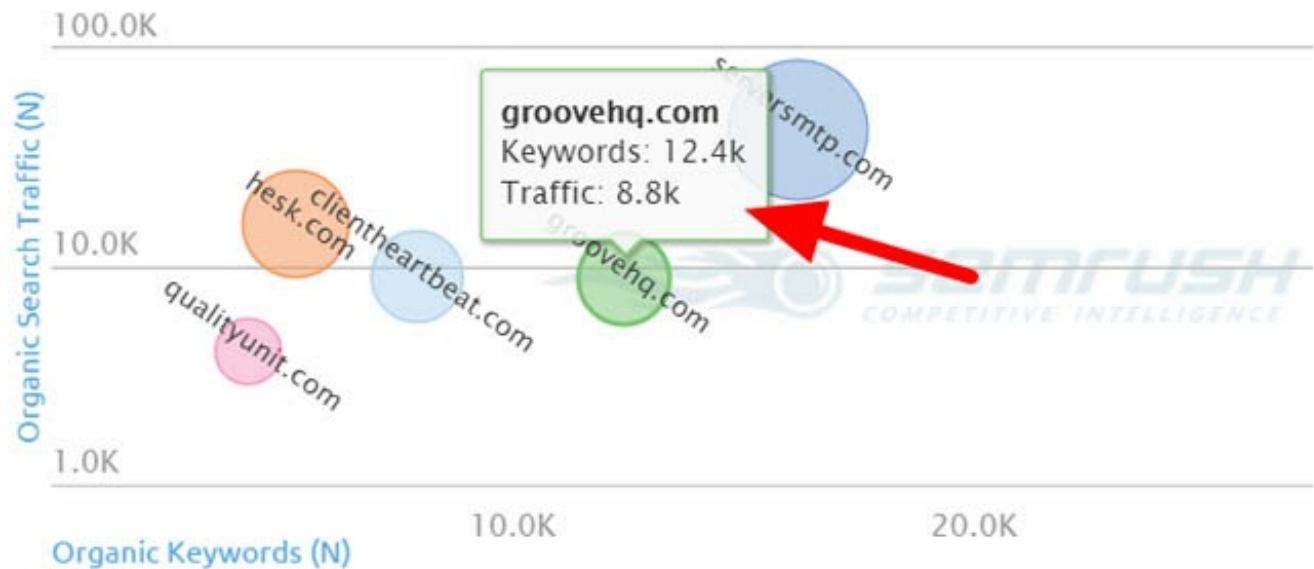 100.0K
Organic Search Traffic (N)
serversmtp.com
groovehq.com
Keywords: 12.4k
Traffic: 8.8k
hesk.com
clientheartbeat.com
groovehq.com
10.0K
semrush
COMPETITIVE INTELLIGENCE
qualityunit.com
1.0K
10.0K
20.0K
Organic Keywords (N)